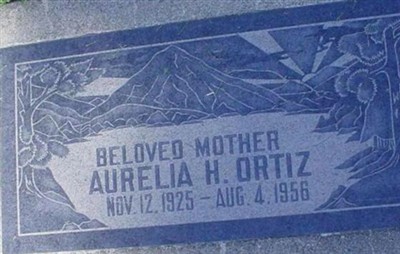 BELOVED MOTHER
AURELIA H. ORTIZ
NOV. 12, 1925 - AUG. 4, 1956